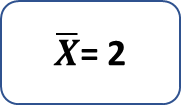 X̅ = 2